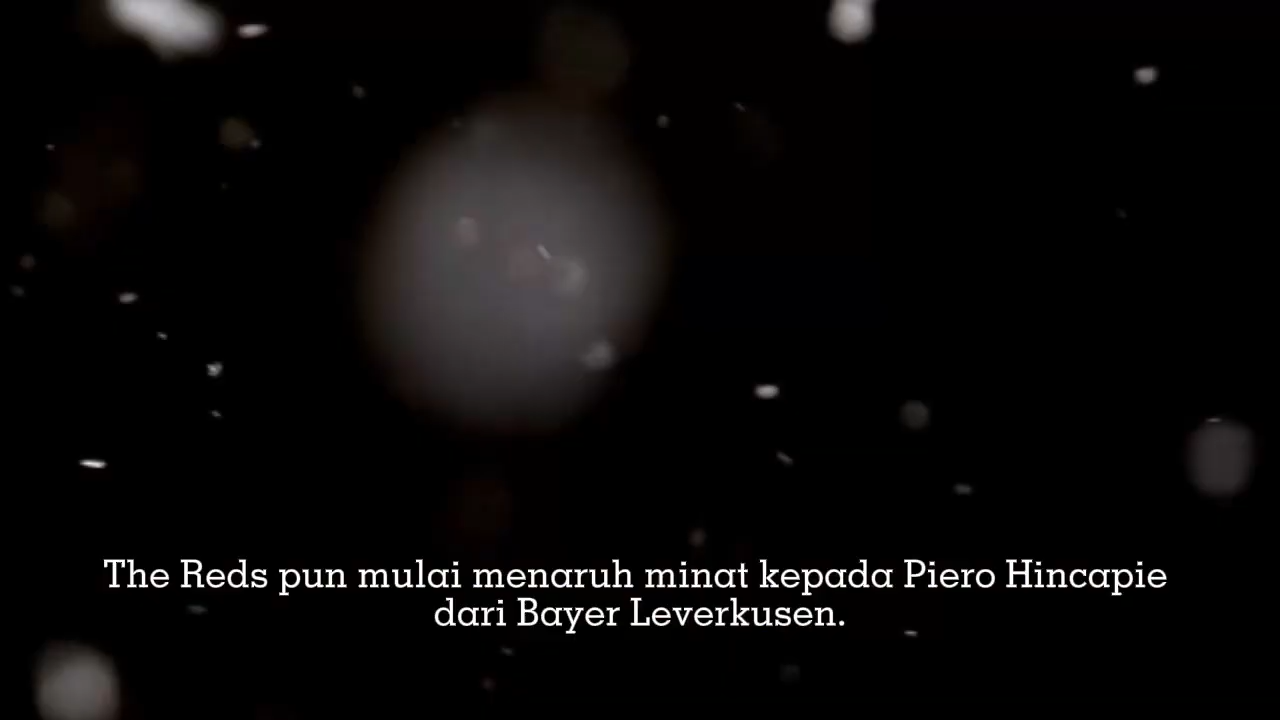 The Reds pun mulai menaruh minat kepada Piero Hincapie
dari Bayer Leverkusen.